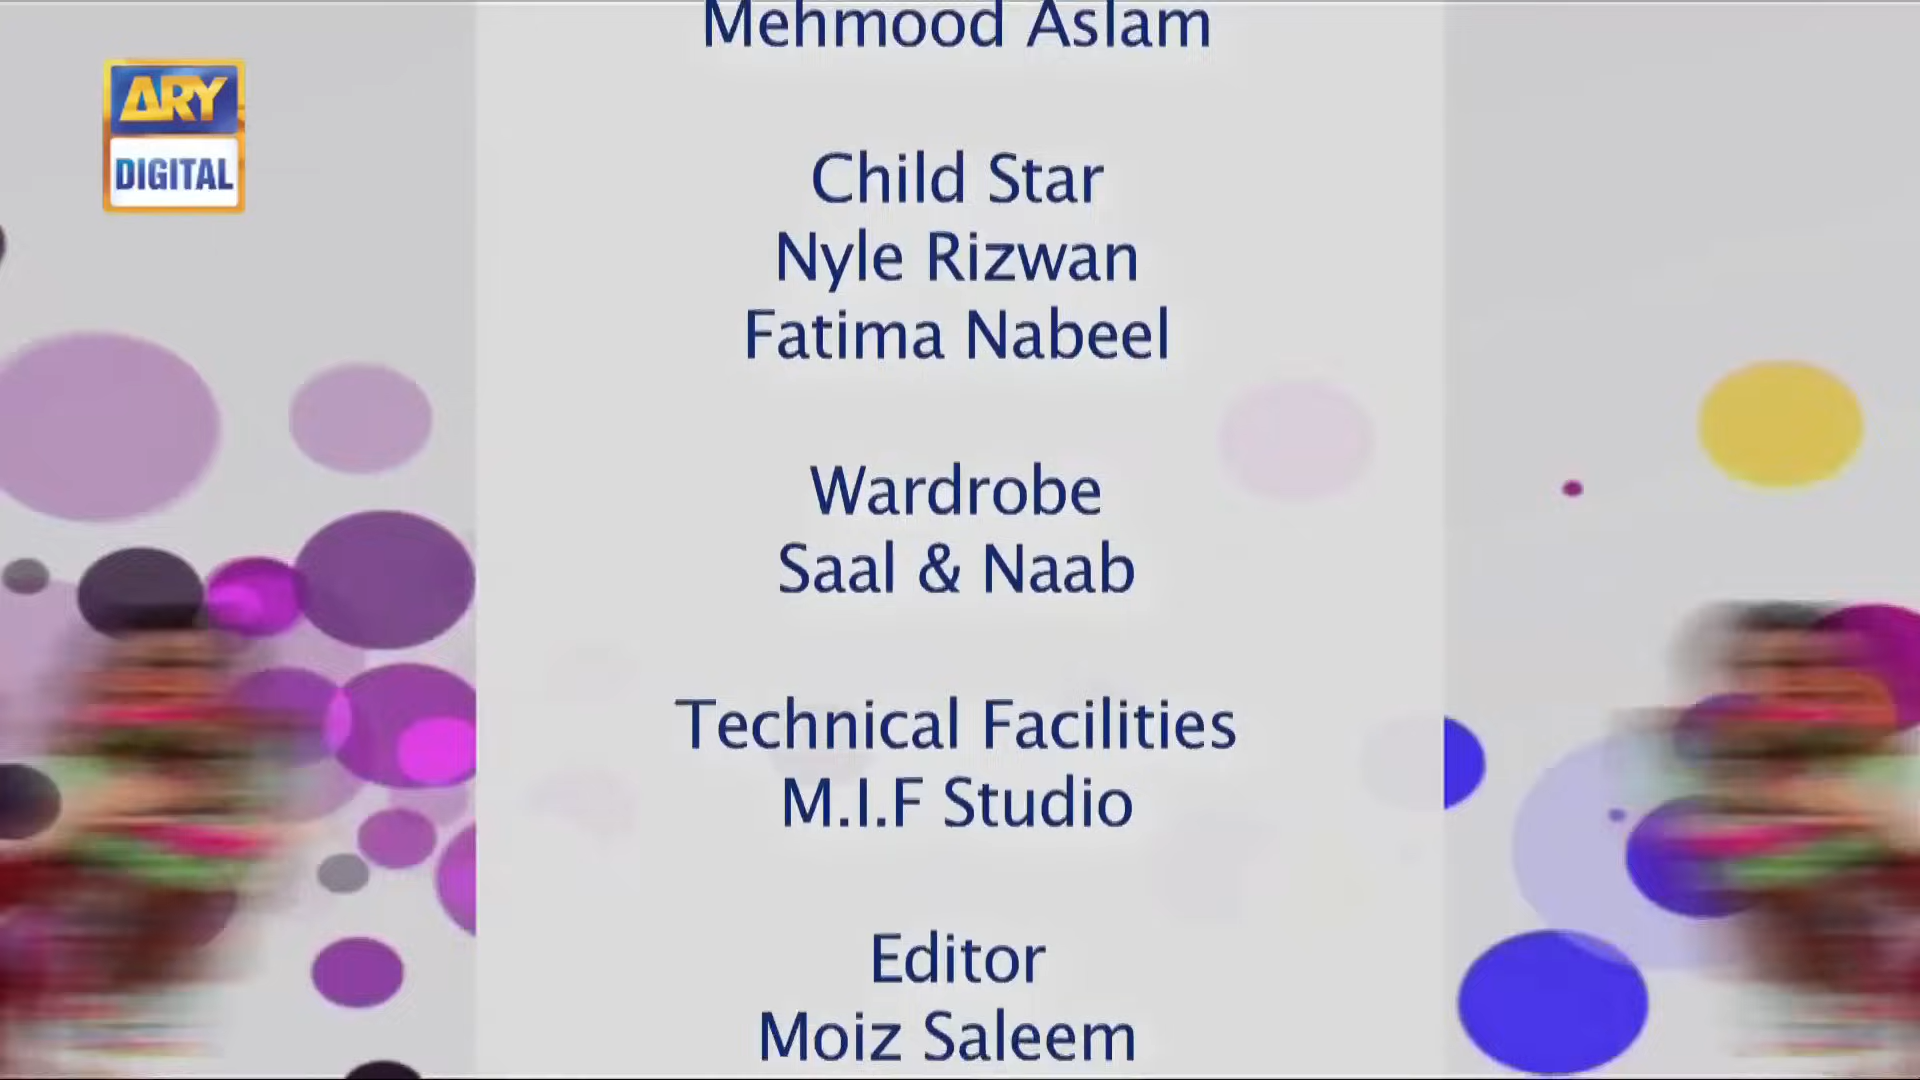 Mehmood Aslam
ARY
DIGITAL
Child Star
Nyle Rizwan
Fatima Nabeel
Wardrobe
Saal & Naab
Technical Facilities
M.I.F Studio
Editor
Moiz Saleem